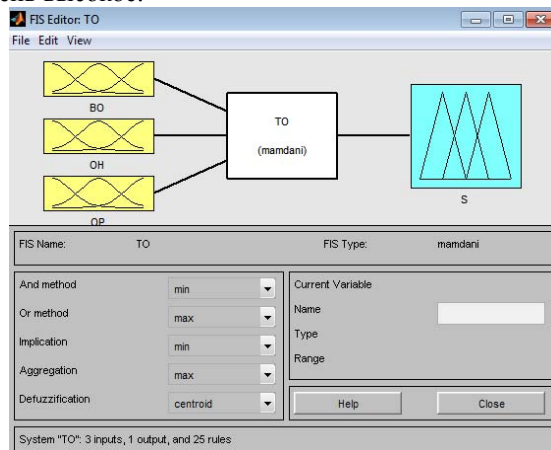 FIS Editor: TO
File Edit View
BO
OH
OP
TO
(mamdani)
S
FIS Name: TO FIS Type: mamdani
And method min
Or method max
Implication min
Aggregation max
Defuzzification centroid
Current Variable
Name
Type
Range
Help Close
System "TO": 3 inputs, 1 output, and 25 rules